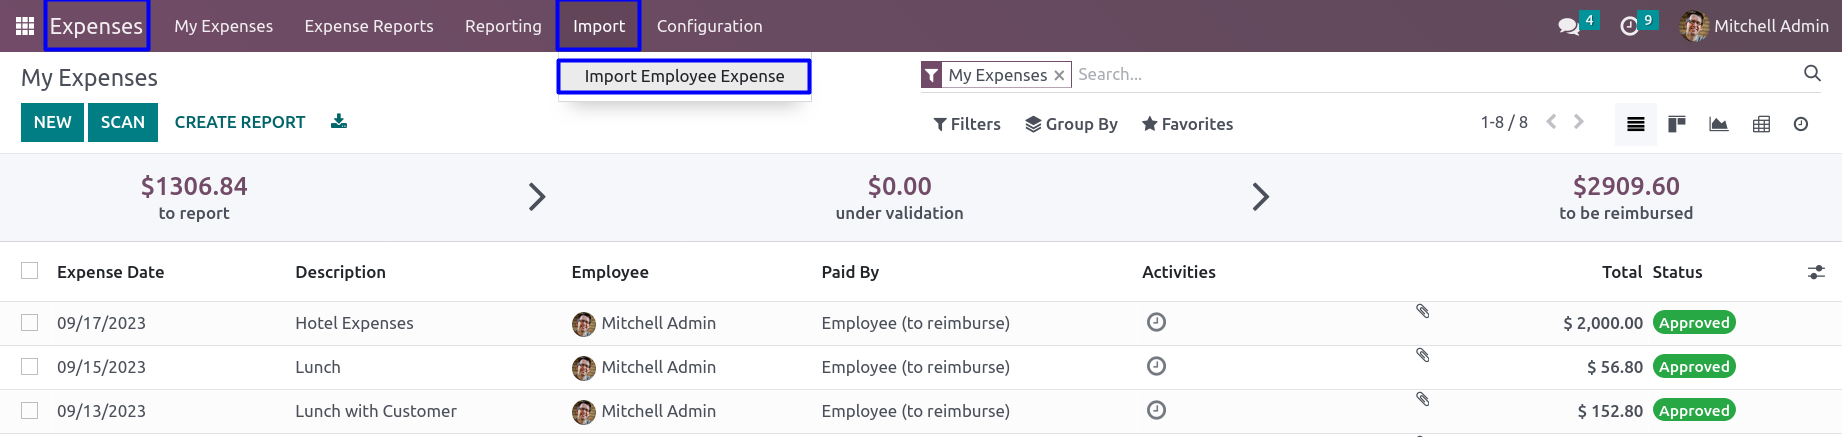 Expenses My Expenses Expense Reports Reporting Import Configuration 4 9 Mitchell Admin
Import Employee Expense
My Expenses
My Expenses × Search...
NEW SCAN CREATE REPORT
Filters Group By Favorites 1-8 / 8
$1306.84 $0.00 $2909.60
to report under validation to be reimbursed
Expense Date Description Employee Paid By Activities Total Status
09/17/2023 Hotel Expenses Mitchell Admin Employee (to reimburse) $ 2,000.00 Approved
09/15/2023 Lunch Mitchell Admin Employee (to reimburse) $ 56.80 Approved
09/13/2023 Lunch with Customer Mitchell Admin Employee (to reimburse) $ 152.80 Approved